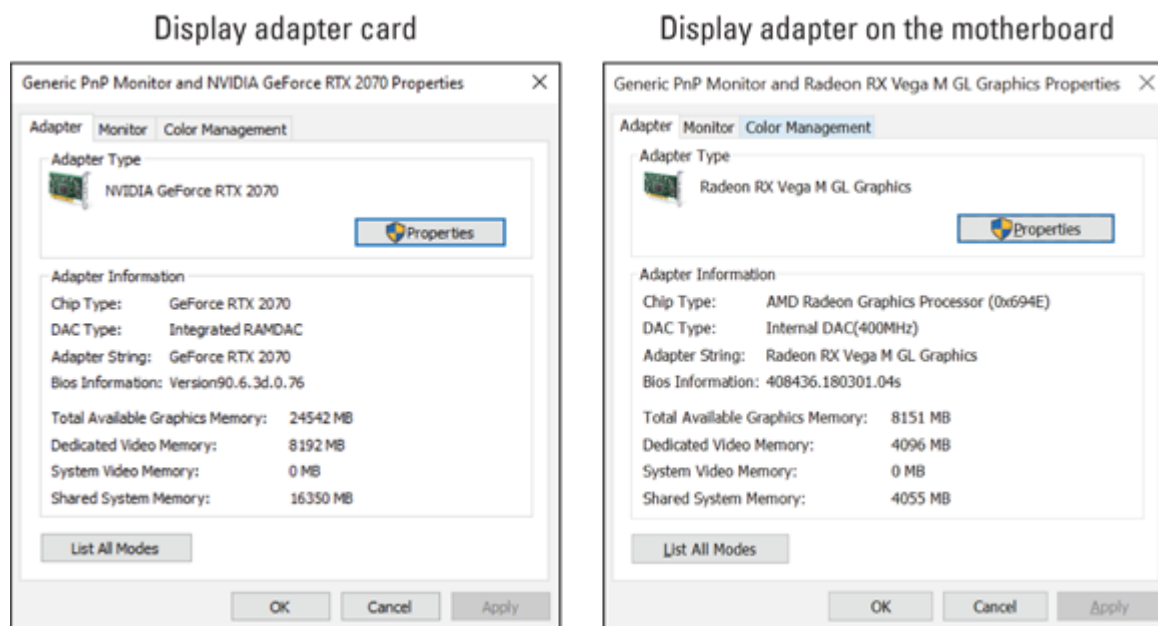 Display adapter card
Generic PnP Monitor and NVIDIA GeForce RTX 2070 Properties
Adapter Monitor Color Management
Adapter Type
NVIDIA GeForce RTX 2070
Properties
Adapter Information
Chip Type: GeForce RTX 2070
DAC Type: Integrated RAMDAC
Adapter String: GeForce RTX 2070
Bios Information: Version90.6.3d.0.76
Total Available Graphics Memory: 24542 MB
Dedicated Video Memory: 8192 MB
System Video Memory: 0 MB
Shared System Memory: 16350 MB
List All Modes
OK Cancel Apply
Display adapter on the motherboard
Generic PnP Monitor and Radeon RX Vega M GL Graphics Properties
Adapter Monitor Color Management
Adapter Type
Radeon RX Vega M GL Graphics
Properties
Adapter Information
Chip Type: AMD Radeon Graphics Processor (0x694E)
DAC Type: Internal DAC(400MHz)
Adapter String: Radeon RX Vega M GL Graphics
Bios Information: 408436.180301.04s
Total Available Graphics Memory: 8151 MB
Dedicated Video Memory: 4096 MB
System Video Memory: 0 MB
Shared System Memory: 4055 MB
List All Modes
OK Cancel Apply